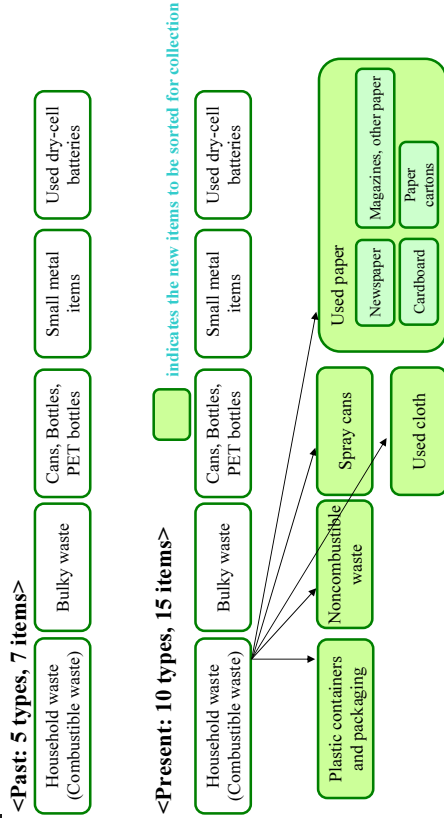 <Past: 5 types, 7 items>
Household waste
(Combustible waste)
Bulky waste
Cans, Bottles,
PET bottles
Small metal
items
Used dry-cell
batteries
indicates the new items to be sorted for collection
<Present: 10 types, 15 items>
Household waste
(Combustible waste)
Bulky waste
Cans, Bottles,
PET bottles
Small metal
items
Used dry-cell
batteries
Plastic containers
and packaging
Noncombustible
waste
Spray cans
Used cloth
Used paper
Newspaper
Magazines, other paper
Cardboard
Paper
cartons